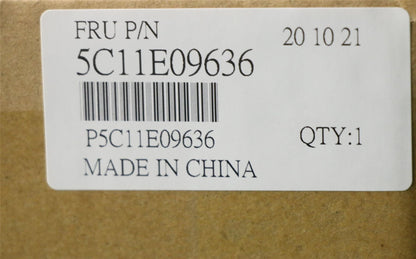 FRU P/N 20 10 21
5C11E09636
P5C11E09636 QTY:1
MADE IN CHINA